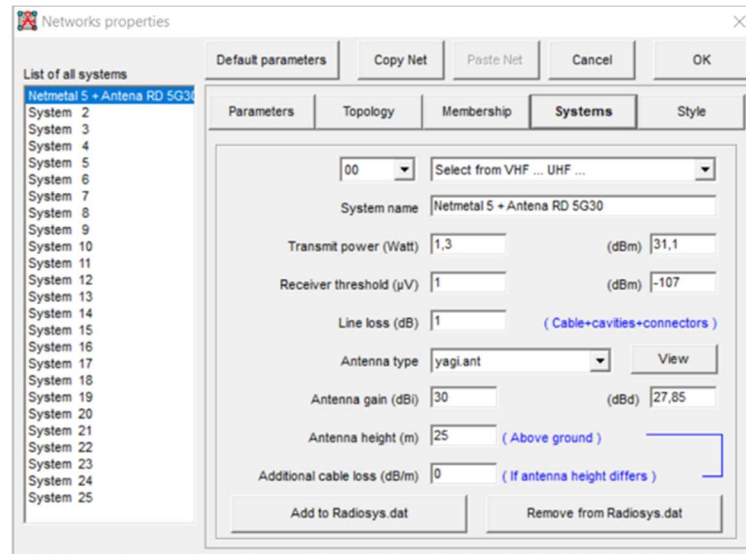 Networks properties
Default parameters Copy Net Paste Net Cancel OK
List of all systems
Netmetal 5 + Antena RD 5G30
System 2
System 3
System 4
System 5
System 6
System 7
System 8
System 9
System 10
System 11
System 12
System 13
System 14
System 15
System 16
System 17
System 18
System 19
System 20
System 21
System 22
System 23
System 24
System 25
Parameters Topology Membership Systems Style
00 Select from VHF ... UHF ...
System name Netmetal 5 + Antena RD 5G30
Transmit power (Watt) 1,3 (dBm) 31,1
Receiver threshold (µV) 1 (dBm) -107
Line loss (dB) 1 ( Cable+cavities+connectors )
Antenna type yagi.ant View
Antenna gain (dBi) 30 (dBd) 27,85
Antenna height (m) 25 ( Above ground )
Additional cable loss (dB/m) 0 ( If antenna height differs )
Add to Radiosys.dat Remove from Radiosys.dat